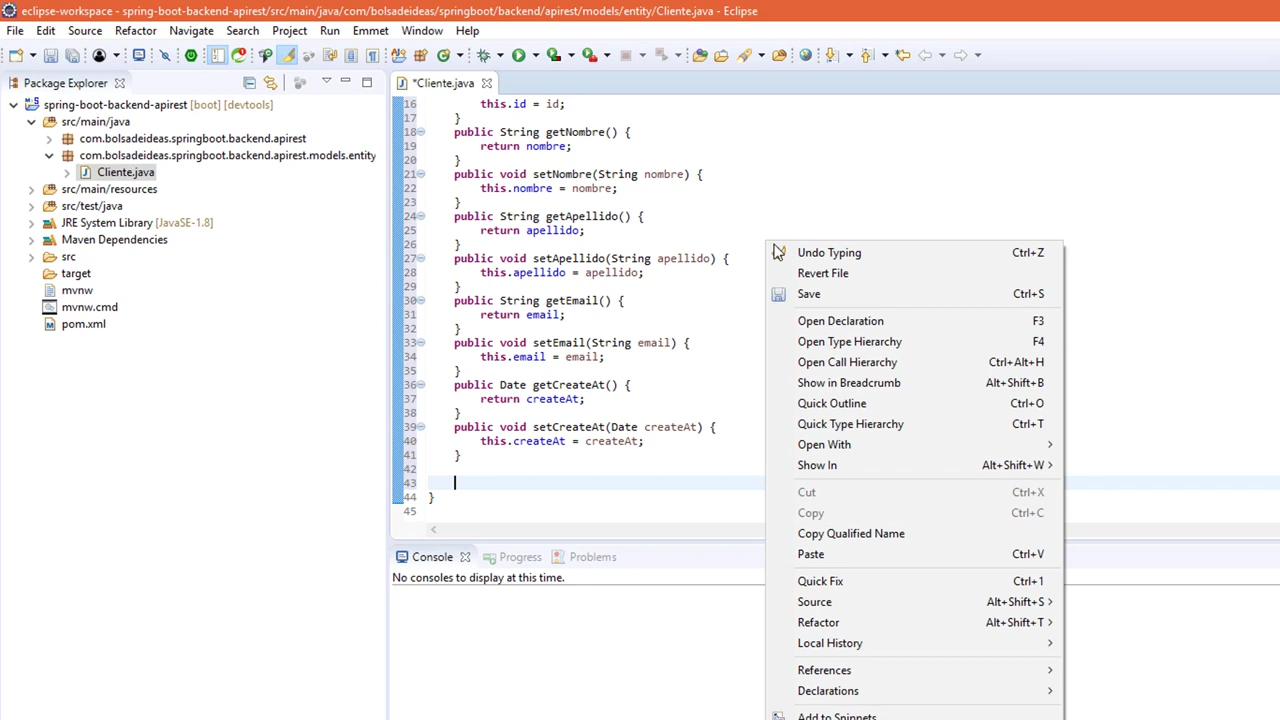 eclipse-workspace - spring-boot-backend-apirest/src/main/java/com/bolsadeideas/springboot/backend/apirest/models/entity/Cliente.java - Eclipse
File Edit Source Refactor Navigate Search Project Run Emmet Window Help
Package Explorer
spring-boot-backend-apirest [boot] [devtools]
src/main/java
com.bolsadeideas.springboot.backend.apirest
com.bolsadeideas.springboot.backend.apirest.models.entity
Cliente.java
src/main/resources
src/test/java
JRE System Library [JavaSE-1.8]
Maven Dependencies
src
target
mvnw
mvnw.cmd
pom.xml
*Cliente.java
16 this.id = id;
17 }
18 public String getNombre() {
19 return nombre;
20 }
21 public void setNombre(String nombre) {
22 this.nombre = nombre;
23 }
24 public String getApellido() {
25 return apellido;
26 }
27 public void setApellido(String apellido) {
28 this.apellido = apellido;
29 }
30 public String getEmail() {
31 return email;
32 }
33 public void setEmail(String email) {
34 this.email = email;
35 }
36 public Date getCreateAt() {
37 return createAt;
38 }
39 public void setCreateAt(Date createAt) {
40 this.createAt = createAt;
41 }
42
43
44 }
45
Undo Typing Ctrl+Z
Revert File
Save Ctrl+S
Open Declaration F3
Open Type Hierarchy F4
Open Call Hierarchy Ctrl+Alt+H
Show in Breadcrumb Alt+Shift+B
Quick Outline Ctrl+O
Quick Type Hierarchy Ctrl+T
Open With
Show In Alt+Shift+W
Cut Ctrl+X
Copy Ctrl+C
Copy Qualified Name
Paste Ctrl+V
Quick Fix Ctrl+1
Source Alt+Shift+S
Refactor Alt+Shift+T
Local History
References
Declarations
Add to Snippets
Console Progress Problems
No consoles to display at this time.